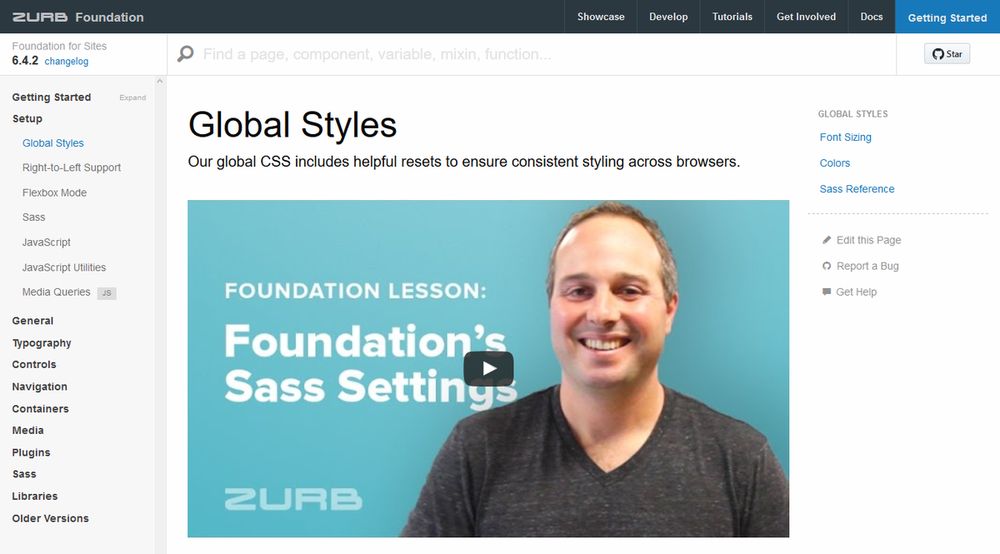 ZURB Foundation
Showcase
Develop
Tutorials
Get Involved
Docs
Getting Started
Foundation for Sites
6.4.2 changelog
Find a page, component, variable, mixin, function...
Star
Getting Started Expand
Setup
Global Styles
Right-to-Left Support
Flexbox Mode
Sass
JavaScript
JavaScript Utilities
Media Queries JS
General
Typography
Controls
Navigation
Containers
Media
Plugins
Sass
Libraries
Older Versions
Global Styles
Our global CSS includes helpful resets to ensure consistent styling across browsers.
FOUNDATION LESSON:
Foundation's
Sass Settings
ZURB
GLOBAL STYLES
Font Sizing
Colors
Sass Reference
Edit this Page
Report a Bug
Get Help